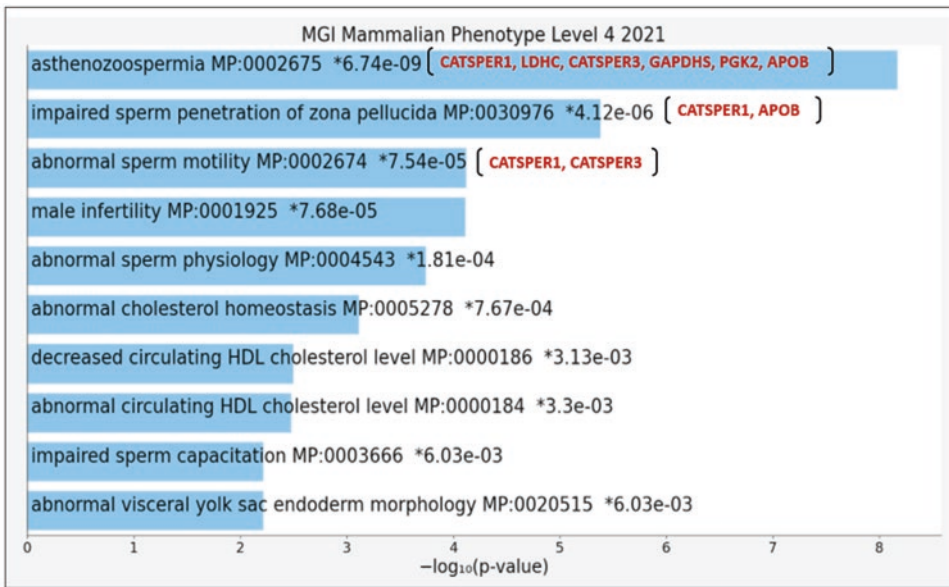 MGI Mammalian Phenotype Level 4 2021
asthenozoospermia MP:0002675 *6.74e-09 [CATSPER1, LDHC, CATSPER3, GAPDHS, PGK2, APOB ]
impaired sperm penetration of zona pellucida MP:0030976 *4.12e-06 [ CATSPER1, APOB ]
abnormal sperm motility MP:0002674 *7.54e-05 [ CATSPER1, CATSPER3 ]
male infertility MP:0001925 *7.68e-05
abnormal sperm physiology MP:0004543 *1.81e-04
abnormal cholesterol homeostasis MP:0005278 *7.67e-04
decreased circulating HDL cholesterol level MP:0000186 *3.13e-03
abnormal circulating HDL cholesterol level MP:0000184 *3.3e-03
impaired sperm capacitation MP:0003666 *6.03e-03
abnormal visceral yolk sac endoderm morphology MP:0020515 *6.03e-03
0 1 2 3 4 5 6 7 8
−log₁₀(p-value)